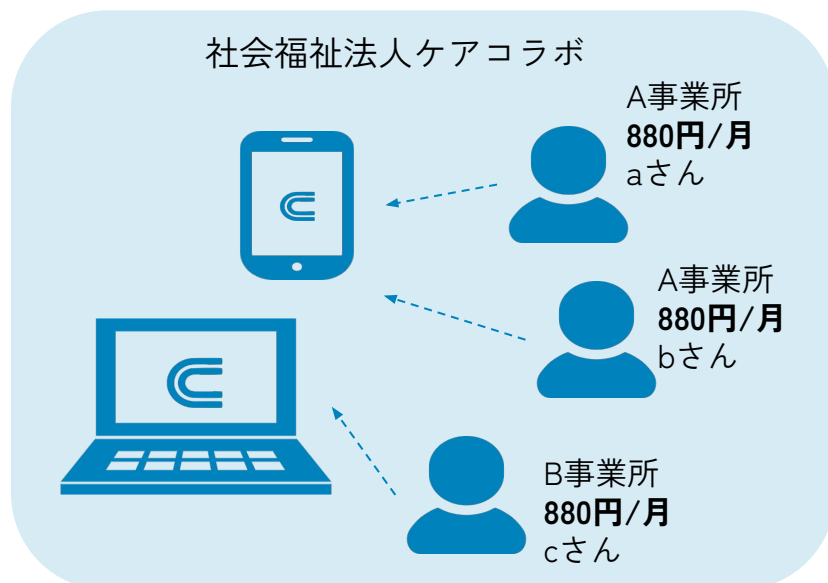 社会福祉法人ケアコラボ
A事業所
880円/月
aさん
A事業所
880円/月
bさん
B事業所
880円/月
cさん